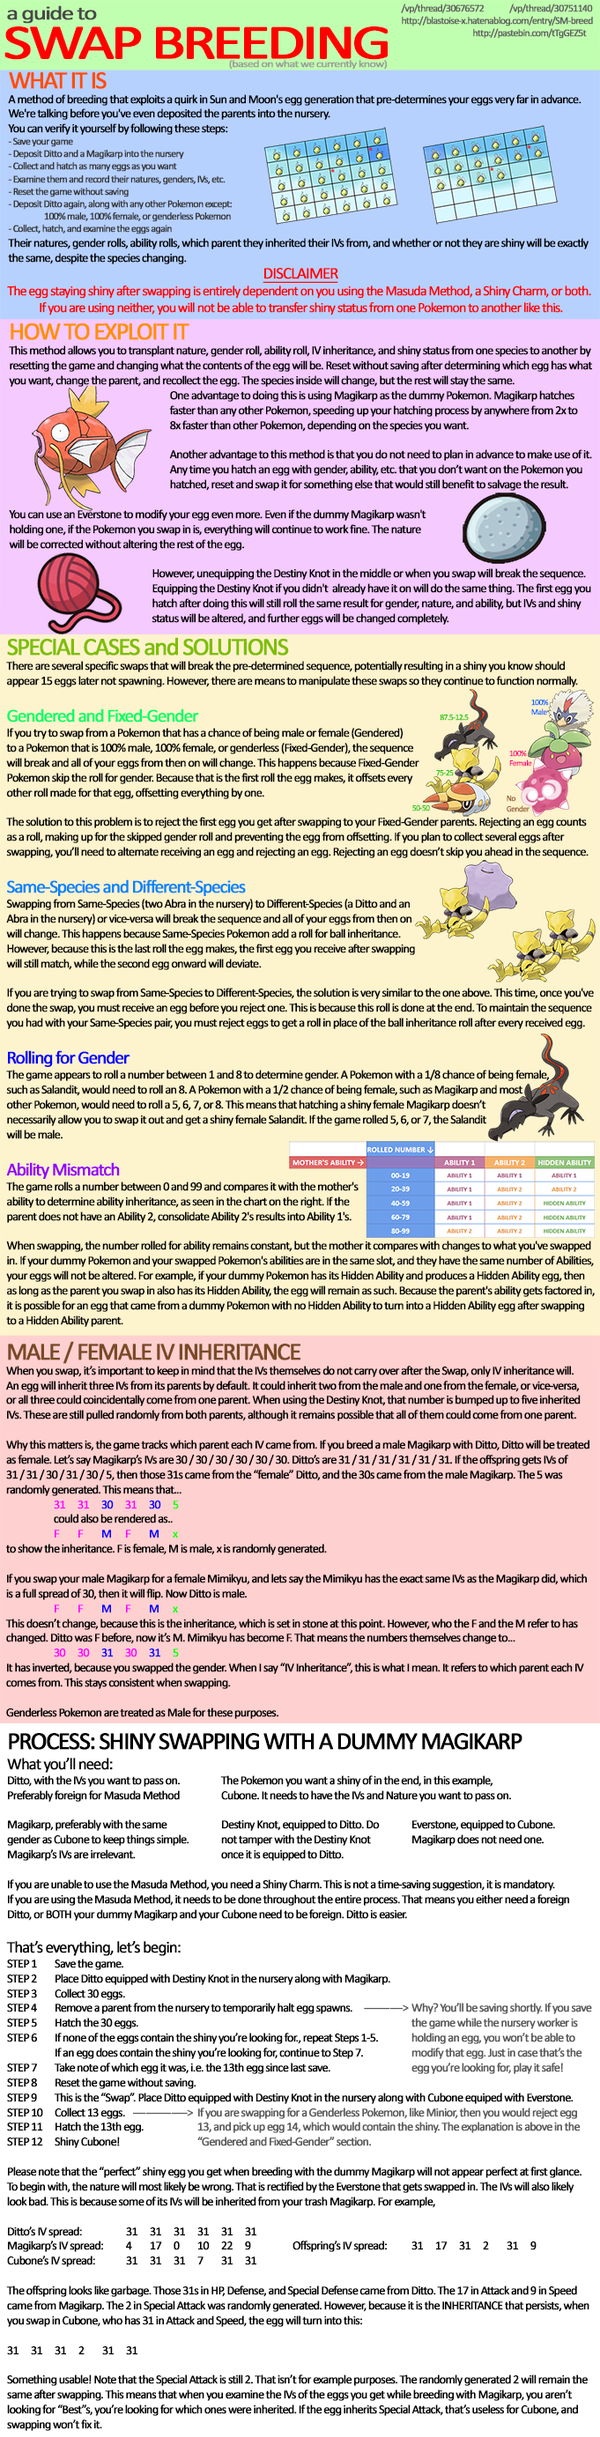 a guide to
SWAP BREEDING
(based on what we currently know)
/vp/thread/30676572 /vp/thread/30751140
http://blastoise-x.hatenablog.com/entry/SM-breed
http://pastebin.com/tTgGEZ5t
WHAT IT IS
A method of breeding that exploits a quirk in Sun and Moon's egg generation that pre-determines your eggs very far in advance.
We're talking before you've even deposited the parents into the nursery.
You can verify it yourself by following these steps:
- Save your game
- Deposit Ditto and a Magikarp into the nursery
- Collect and hatch as many eggs as you want
- Examine them and record their natures, genders, IVs, etc.
- Reset the game without saving
- Deposit Ditto again, along with any other Pokemon except:
100% male, 100% female, or genderless Pokemon
- Collect, hatch, and examine the eggs again
Their natures, gender rolls, ability rolls, which parent they inherited their IVs from, and whether or not they are shiny will be exactly
the same, despite the species changing.
DISCLAIMER
The egg staying shiny after swapping is entirely dependent on you using the Masuda Method, a Shiny Charm, or both.
If you are using neither, you will not be able to transfer shiny status from one Pokemon to another like this.
HOW TO EXPLOIT IT
This method allows you to transplant nature, gender roll, ability roll, IV inheritance, and shiny status from one species to another by
resetting the game and changing what the contents of the egg will be. Reset without saving after determining which egg has what
you want, change the parent, and recollect the egg. The species inside will change, but the rest will stay the same.
One advantage to doing this is using Magikarp as the dummy Pokemon. Magikarp hatches
faster than any other Pokemon, speeding up your hatching process by anywhere from 2x to
8x faster than other Pokemon, depending on the species you want.
Another advantage to this method is that you do not need to plan in advance to make use of it.
Any time you hatch an egg with gender, ability, etc. that you don't want on the Pokemon you
hatched, reset and swap it for something else that would still benefit to salvage the result.
You can use an Everstone to modify your egg even more. Even if the dummy Magikarp wasn't
holding one, if the Pokemon you swap in is, everything will continue to work fine. The nature
will be corrected without altering the rest of the egg.
However, unequipping the Destiny Knot in the middle or when you swap will break the sequence.
Equipping the Destiny Knot if you didn't already have it on will do the same thing. The first egg you
hatch after doing this will still roll the same result for gender, nature, and ability, but IVs and shiny
status will be altered, and further eggs will be changed completely.
SPECIAL CASES and SOLUTIONS
There are several specific swaps that will break the pre-determined sequence, potentially resulting in a shiny you know should
appear 15 eggs later not spawning. However, there are means to manipulate these swaps so they continue to function normally.
Gendered and Fixed-Gender
If you try to swap from a Pokemon that has a chance of being male or female (Gendered)
to a Pokemon that is 100% male, 100% female, or genderless (Fixed-Gender), the sequence
will break and all of your eggs from then on will change. This happens because Fixed-Gender
Pokemon skip the roll for gender. Because that is the first roll the egg makes, it offsets every
other roll made for that egg, offsetting everything by one.
87.5-12.5
75-25
50-50
100%
Male
100%
Female
No
Gender
The solution to this problem is to reject the first egg you get after swapping to your Fixed-Gender parents. Rejecting an egg counts
as a roll, making up for the skipped gender roll and preventing the egg from offsetting. If you plan to collect several eggs after
swapping, you'll need to alternate receiving an egg and rejecting an egg. Rejecting an egg doesn't skip you ahead in the sequence.
Same-Species and Different-Species
Swapping from Same-Species (two Abra in the nursery) to Different-Species (a Ditto and an
Abra in the nursery) or vice-versa will break the sequence and all of your eggs from then on
will change. This happens because Same-Species Pokemon add a roll for ball inheritance.
However, because this is the last roll the egg makes, the first egg you receive after swapping
will still match, while the second egg onward will deviate.
If you are trying to swap from Same-Species to Different-Species, the solution is very similar to the one above. This time, once you've
done the swap, you must receive an egg before you reject one. This is because this roll is done at the end. To maintain the sequence
you had with your Same-Species pair, you must reject eggs to get a roll in place of the ball inheritance roll after every received egg.
Rolling for Gender
The game appears to roll a number between 1 and 8 to determine gender. A Pokemon with a 1/8 chance of being female,
such as Salandit, would need to roll an 8. A Pokemon with a 1/2 chance of being female, such as Magikarp and most
other Pokemon, would need to roll a 5, 6, 7, or 8. This means that hatching a shiny female Magikarp doesn't
necessarily allow you to swap it out and get a shiny female Salandit. If the game rolled 5, 6, or 7, the Salandit
will be male.
Ability Mismatch
The game rolls a number between 0 and 99 and compares it with the mother's
ability to determine ability inheritance, as seen in the chart on the right. If the
parent does not have an Ability 2, consolidate Ability 2's results into Ability 1's.
ROLLED NUMBER ↓
MOTHER'S ABILITY → ABILITY 1 ABILITY 2 HIDDEN ABILITY
00-19 ABILITY 1 ABILITY 1 ABILITY 1
20-39 ABILITY 1 ABILITY 2 ABILITY 2
40-59 ABILITY 1 ABILITY 2 HIDDEN ABILITY
60-79 ABILITY 1 ABILITY 2 HIDDEN ABILITY
80-99 ABILITY 2 ABILITY 2 HIDDEN ABILITY
When swapping, the number rolled for ability remains constant, but the mother it compares with changes to what you've swapped
in. If your dummy Pokemon and your swapped Pokemon's abilities are in the same slot, and they have the same number of Abilities,
your eggs will not be altered. For example, if your dummy Pokemon has its Hidden Ability and produces a Hidden Ability egg, then
as long as the parent you swap in also has its Hidden Ability, the egg will remain as such. Because the parent's ability gets factored in,
it is possible for an egg that came from a dummy Pokemon with no Hidden Ability to turn into a Hidden Ability egg after swapping
to a Hidden Ability parent.
MALE / FEMALE IV INHERITANCE
When you swap, it's important to keep in mind that the IVs themselves do not carry over after the Swap, only IV inheritance will.
An egg will inherit three IVs from its parents by default. It could inherit two from the male and one from the female, or vice-versa,
or all three could coincidentally come from one parent. When using the Destiny Knot, that number is bumped up to five inherited
IVs. These are still pulled randomly from both parents, although it remains possible that all of them could come from one parent.
Why this matters is, the game tracks which parent each IV came from. If you breed a male Magikarp with Ditto, Ditto will be treated
as female. Let's say Magikarp's IVs are 30 / 30 / 30 / 30 / 30 / 30. Ditto's are 31 / 31 / 31 / 31 / 31 / 31. If the offspring gets IVs of
31 / 31 / 30 / 31 / 30 / 5, then those 31s came from the "female" Ditto, and the 30s came from the male Magikarp. The 5 was
randomly generated. This means that...
31 31 30 31 30 5
could also be rendered as..
F F M F M x
to show the inheritance. F is female, M is male, x is randomly generated.
If you swap your male Magikarp for a female Mimikyu, and lets say the Mimikyu has the exact same IVs as the Magikarp did, which
is a full spread of 30, then it will flip. Now Ditto is male.
F F M F M x
This doesn't change, because this is the inheritance, which is set in stone at this point. However, who the F and the M refer to has
changed. Ditto was F before, now it's M. Mimikyu has become F. That means the numbers themselves change to...
30 30 31 30 31 5
It has inverted, because you swapped the gender. When I say "IV Inheritance", this is what I mean. It refers to which parent each IV
comes from. This stays consistent when swapping.
Genderless Pokemon are treated as Male for these purposes.
PROCESS: SHINY SWAPPING WITH A DUMMY MAGIKARP
What you'll need:
Ditto, with the IVs you want to pass on.
Preferably foreign for Masuda Method
The Pokemon you want a shiny of in the end, in this example,
Cubone. It needs to have the IVs and Nature you want to pass on.
Magikarp, preferably with the same
gender as Cubone to keep things simple.
Magikarp's IVs are irrelevant.
Destiny Knot, equipped to Ditto. Do
not tamper with the Destiny Knot
once it is equipped to Ditto.
Everstone, equipped to Cubone.
Magikarp does not need one.
If you are unable to use the Masuda Method, you need a Shiny Charm. This is not a time-saving suggestion, it is mandatory.
If you are using the Masuda Method, it needs to be done throughout the entire process. That means you either need a foreign
Ditto, or BOTH your dummy Magikarp and your Cubone need to be foreign. Ditto is easier.
That's everything, let's begin:
STEP 1 Save the game.
STEP 2 Place Ditto equipped with Destiny Knot in the nursery along with Magikarp.
STEP 3 Collect 30 eggs.
STEP 4 Remove a parent from the nursery to temporarily halt egg spawns.
STEP 5 Hatch the 30 eggs.
STEP 6 If none of the eggs contain the shiny you're looking for., repeat Steps 1-5.
If an egg does contain the shiny you're looking for, continue to Step 7.
STEP 7 Take note of which egg it was, i.e. the 13th egg since last save.
———> Why? You'll be saving shortly. If you save
the game while the nursery worker is
holding an egg, you won't be able to
modify that egg. Just in case that's the
egg you're looking for, play it safe!
STEP 8 Reset the game without saving.
STEP 9 This is the "Swap". Place Ditto equipped with Destiny Knot in the nursery along with Cubone equiped with Everstone.
STEP 10 Collect 13 eggs.
STEP 11 Hatch the 13th egg.
STEP 12 Shiny Cubone!
———> If you are swapping for a Genderless Pokemon, like Minior, then you would reject egg
13, and pick up egg 14, which would contain the shiny. The explanation is above in the
"Gendered and Fixed-Gender" section.
Please note that the "perfect" shiny egg you get when breeding with the dummy Magikarp will not appear perfect at first glance.
To begin with, the nature will most likely be wrong. That is rectified by the Everstone that gets swapped in. The IVs will also likely
look bad. This is because some of its IVs will be inherited from your trash Magikarp. For example,
Ditto's IV spread: 31 31 31 31 31 31
Magikarp's IV spread: 4 17 0 10 22 9 Offspring's IV spread: 31 17 31 2 31 9
Cubone's IV spread: 31 31 31 7 31 31
The offspring looks like garbage. Those 31s in HP, Defense, and Special Defense came from Ditto. The 17 in Attack and 9 in Speed
came from Magikarp. The 2 in Special Attack was randomly generated. However, because it is the INHERITANCE that persists, when
you swap in Cubone, who has 31 in Attack and Speed, the egg will turn into this:
31 31 31 2 31 31
Something usable! Note that the Special Attack is still 2. That isn't for example purposes. The randomly generated 2 will remain the
same after swapping. This means that when you examine the IVs of the eggs you get while breeding with Magikarp, you aren't
looking for "Best"s, you're looking for which ones were inherited. If the egg inherits Special Attack, that's useless for Cubone, and
swapping won't fix it.